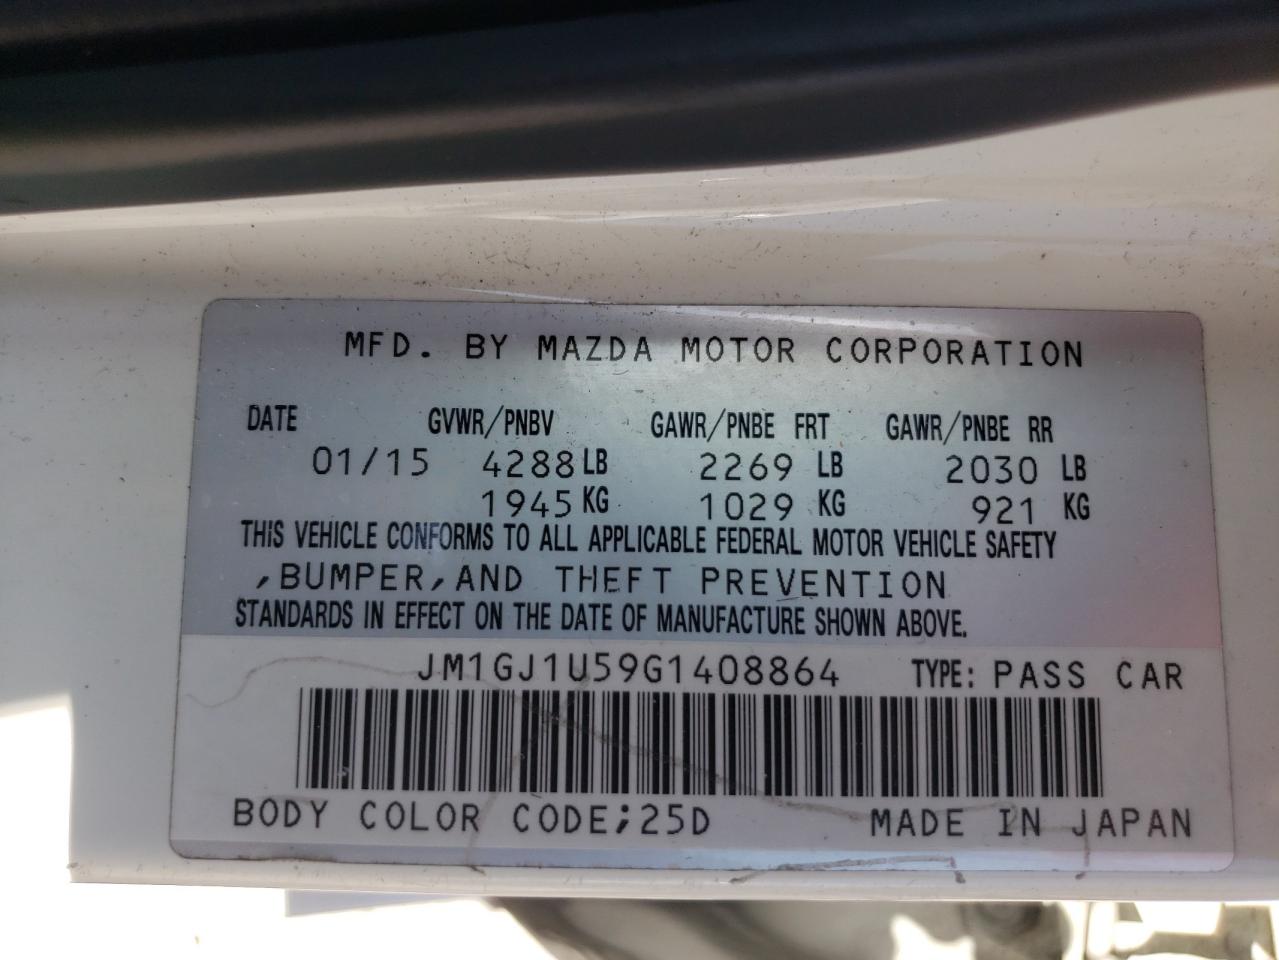 MFD. BY MAZDA MOTOR CORPORATION
DATE GVWR/PNBV GAWR/PNBE FRT GAWR/PNBE RR
01/15 4288 LB 2269 LB 2030 LB
1945 KG 1029 KG 921 KG
THIS VEHICLE CONFORMS TO ALL APPLICABLE FEDERAL MOTOR VEHICLE SAFETY
,BUMPER,AND THEFT PREVENTION
STANDARDS IN EFFECT ON THE DATE OF MANUFACTURE SHOWN ABOVE.
JM1GJ1U59G1408864 TYPE: PASS CAR
BODY COLOR CODE;25D MADE IN JAPAN